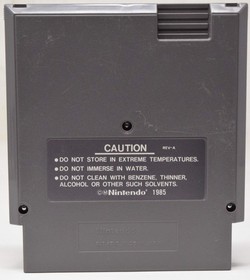 CAUTION REV-A
• DO NOT STORE IN EXTREME TEMPERATURES.
• DO NOT IMMERSE IN WATER.
• DO NOT CLEAN WITH BENZENE, THINNER,
ALCOHOL OR OTHER SUCH SOLVENTS.
©Ⓜ Nintendo® 1985